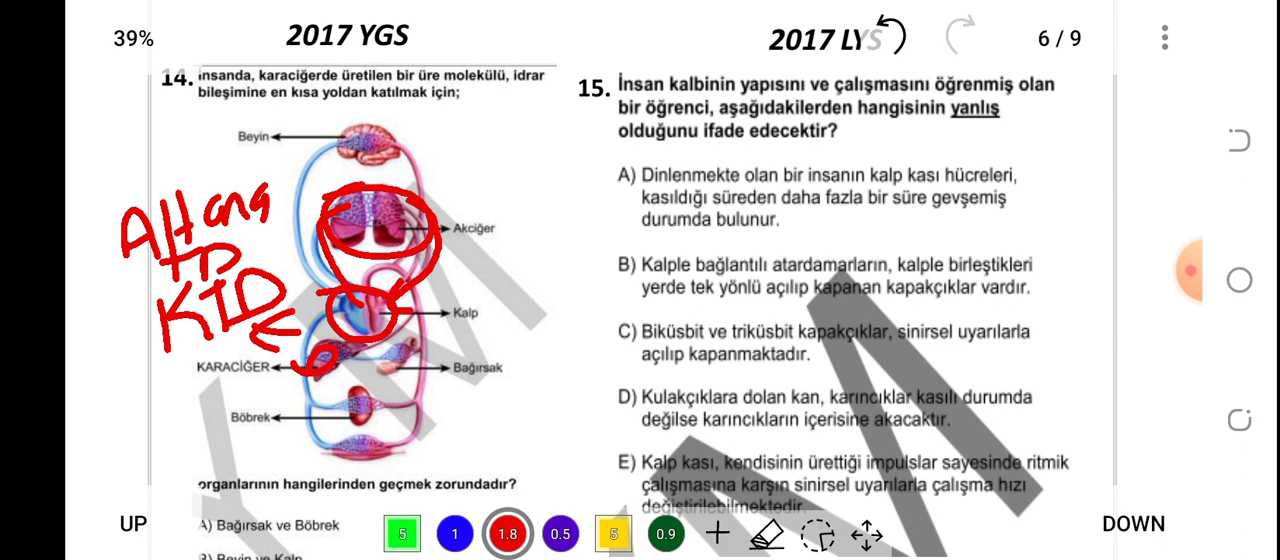 39%
2017 YGS
2017 LYS
6 / 9
14. İnsanda, karaciğerde üretilen bir üre molekülü, idrar
bileşimine en kısa yoldan katılmak için;
Beyin
Akciğer
Kalp
KARACİĞER
Bağırsak
Böbrek
KTD
organlarının hangilerinden geçmek zorundadır?
A) Bağırsak ve Böbrek
B) Beyin ve Kalp
15. İnsan kalbinin yapısını ve çalışmasını öğrenmiş olan
bir öğrenci, aşağıdakilerden hangisinin yanlış
olduğunu ifade edecektir?
A) Dinlenmekte olan bir insanın kalp kası hücreleri,
kasıldığı süreden daha fazla bir süre gevşemiş
durumda bulunur.
B) Kalple bağlantılı atardamarların, kalple birleştikleri
yerde tek yönlü açılıp kapanan kapakçıklar vardır.
C) Biküsbit ve triküsbit kapakçıklar, sinirsel uyarılarla
açılıp kapanmaktadır.
D) Kulakçıklara dolan kan, karıncıklar kasılı durumda
değilse karıncıkların içerisine akacaktır.
E) Kalp kası, kendisinin ürettiği impulslar sayesinde ritmik
çalışmasına karşın sinirsel uyarılarla çalışma hızı
değiştirilebilmektedir.
UP
5
1
1.8
0.5
5
0.9
DOWN